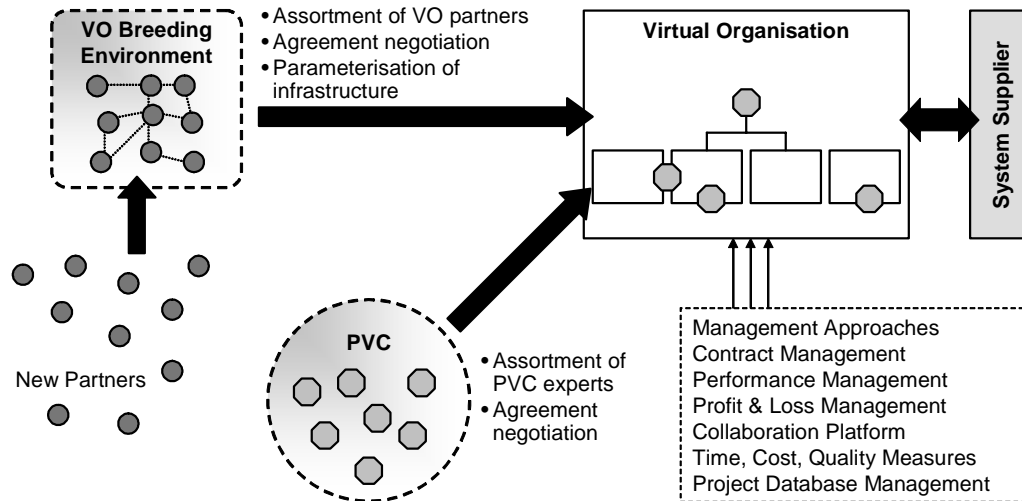 VO Breeding
Environment
• Assortment of VO partners
• Agreement negotiation
• Parameterisation of
infrastructure
Virtual Organisation
System Supplier
New Partners
PVC
• Assortment of
PVC experts
• Agreement
negotiation
Management Approaches
Contract Management
Performance Management
Profit & Loss Management
Collaboration Platform
Time, Cost, Quality Measures
Project Database Management